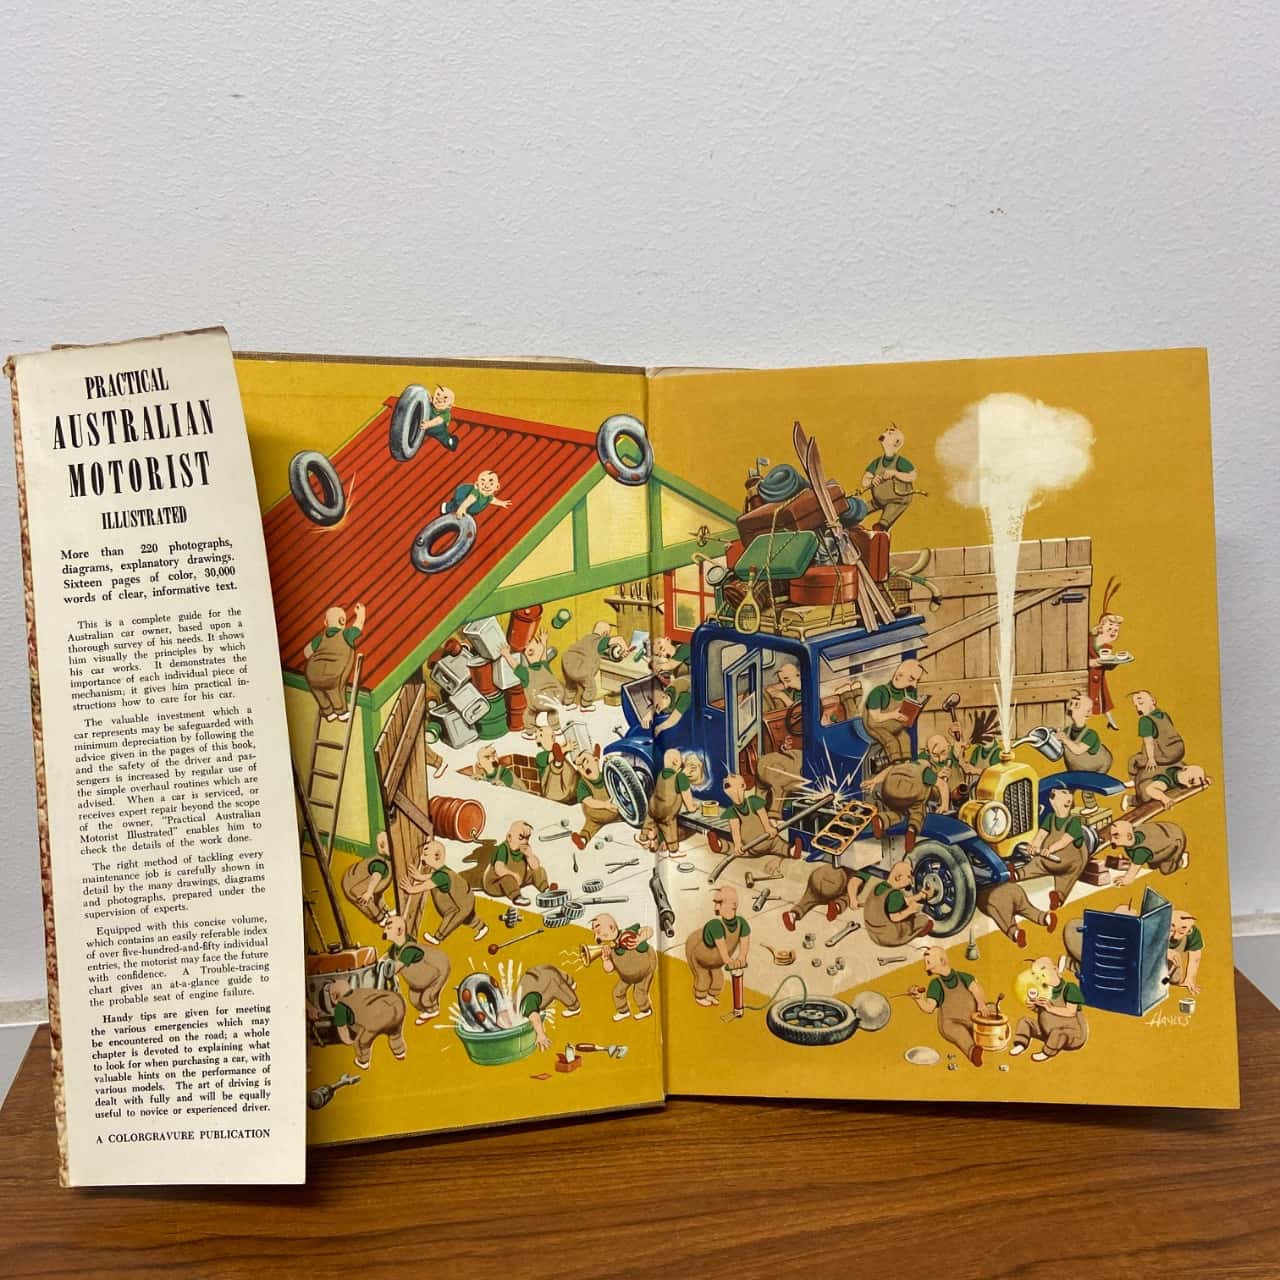 PRACTICAL
AUSTRALIAN
MOTORIST
ILLUSTRATED
More than 220 photographs,
diagrams, explanatory drawings.
Sixteen pages of color, 30,000
words of clear, informative text.
This is a complete guide for the
Australian car owner, based upon a
thorough survey of his needs. It shows
him visually the principles by which
his car works. It demonstrates the
importance of each individual piece of
mechanism; it gives him practical in-
structions how to care for his car.
The valuable investment which a
car represents may be safeguarded with
minimum depreciation by following the
advice given in the pages of this book,
and the safety of the driver and pas-
sengers is increased by regular use of
the simple overhaul routines which are
advised. When a car is serviced, or
receives expert repair beyond the scope
of the owner, "Practical Australian
Motorist Illustrated" enables him to
check the details of the work done.
The right method of tackling every
maintenance job is carefully shown in
detail by the many drawings, diagrams
and photographs, prepared under the
supervision of experts.
Equipped with this concise volume,
which contains an easily referable index
of over five-hundred-and-fifty individual
entries, the motorist may face the future
with confidence. A Trouble-tracing
chart gives an at-a-glance guide to
the probable seat of engine failure.
Handy tips are given for meeting
the various emergencies which may
be encountered on the road; a whole
chapter is devoted to explaining what
to look for when purchasing a car, with
valuable hints on the performance of
various models. The art of driving is
dealt with fully and will be equally
useful to novice or experienced driver.
A COLORGRAVURE PUBLICATION
HAYLES